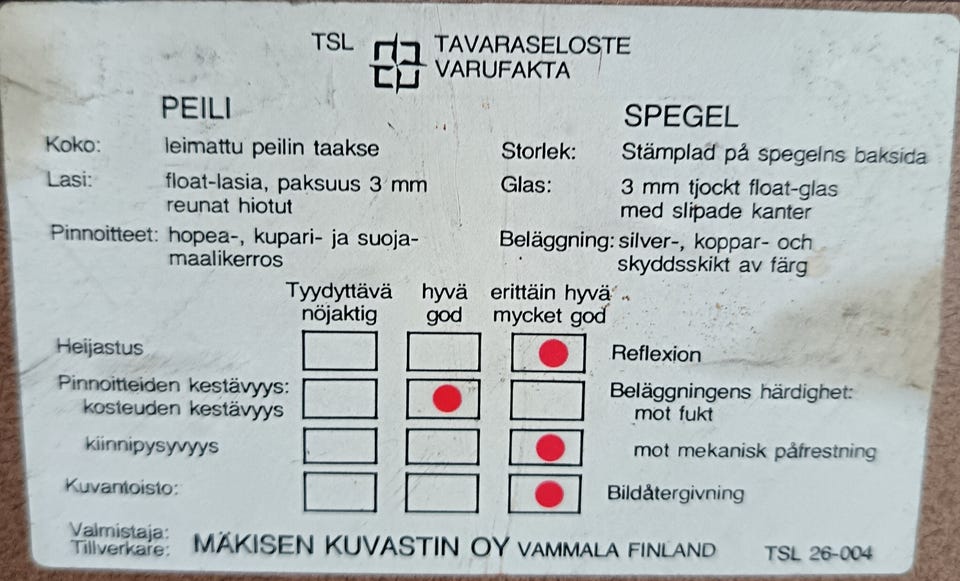 TSL TAVARASELOSTE
VARUFAKTA
PEILI
Koko: leimattu peilin taakse
Lasi: float-lasia, paksuus 3 mm
reunat hiotut
Pinnoitteet: hopea-, kupari- ja suoja-
maalikerros
SPEGEL
Storlek: Stämplad på spegelns baksida
Glas: 3 mm tjockt float-glas
med slipade kanter
Beläggning: silver-, koppar- och
skyddsskikt av färg
Tyydyttävä hyvä erittäin hyvä
nöjaktig god mycket god
Heijastus Reflexion
Pinnoitteiden kestävyys: Beläggningens härdighet:
kosteuden kestävyys mot fukt
kiinnipysyvyys mot mekanisk påfrestning
Kuvantoisto: Bildåtergivning
Valmistaja:
Tillverkare: MÄKISEN KUVASTIN OY VAMMALA FINLAND TSL 26-004